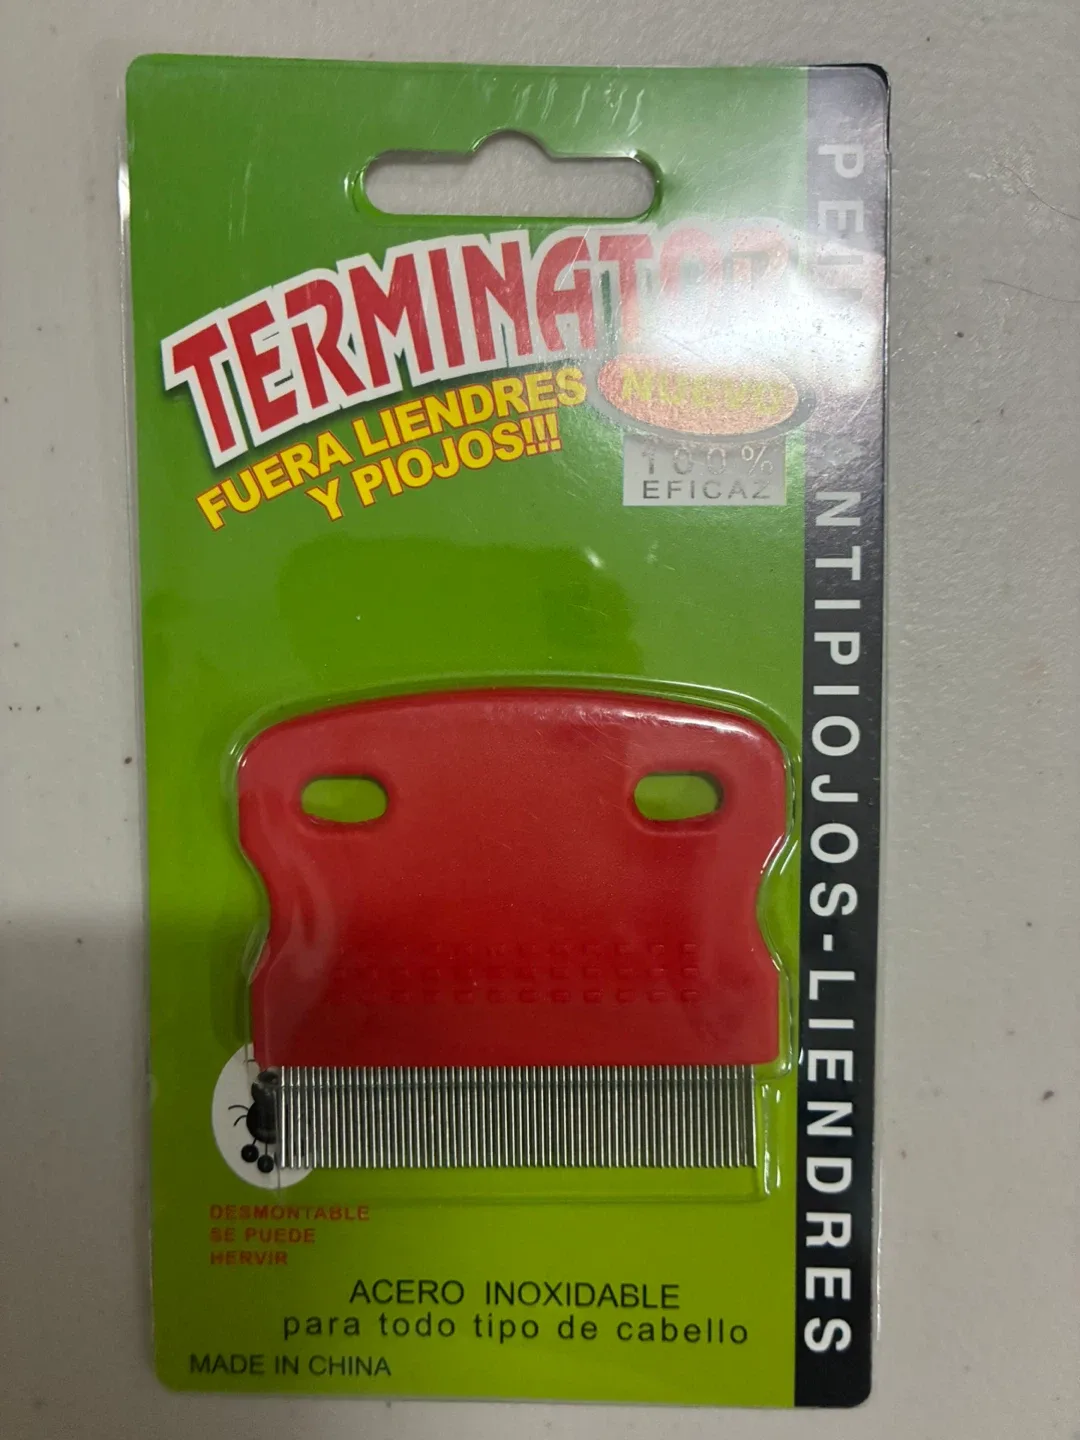 TERMINATOR
FUERA LIENDRES
Y PIOJOS!!!
NUEVO
100%
EFICAZ
ANTIPIOJOS-LIENDRES
DESMONTABLE
SE PUEDE
HERVIR
ACERO INOXIDABLE
para todo tipo de cabello
MADE IN CHINA